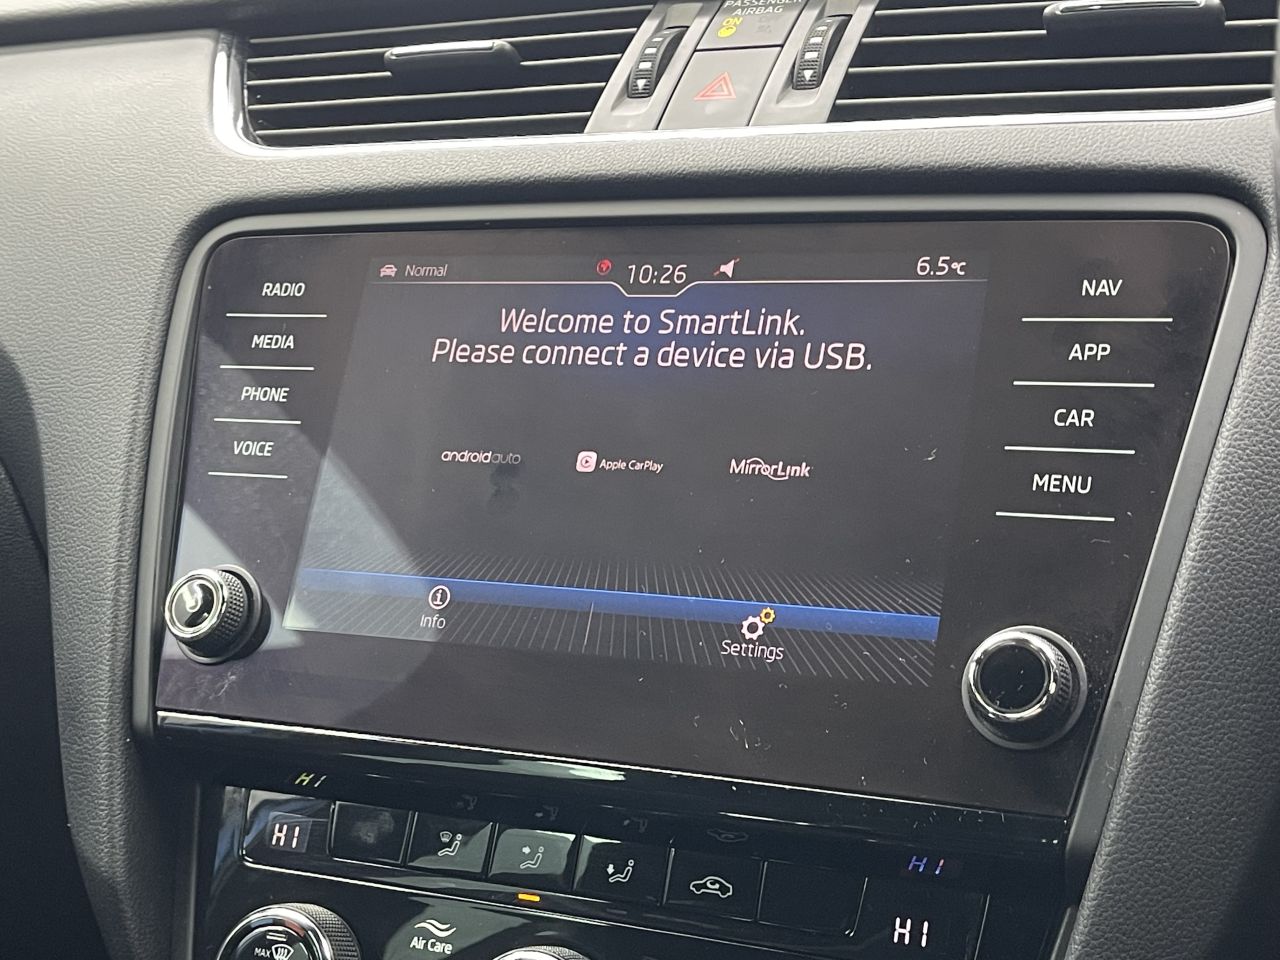 PASSENGER
AIRBAG
ON
Normal
10:26
6.5°C
RADIO
MEDIA
PHONE
VOICE
NAV
APP
CAR
MENU
Welcome to SmartLink.
Please connect a device via USB.
androidauto
Apple CarPlay
MirrorLink
Info
Settings
HI
HI
HI
HI
MAX
Air Care